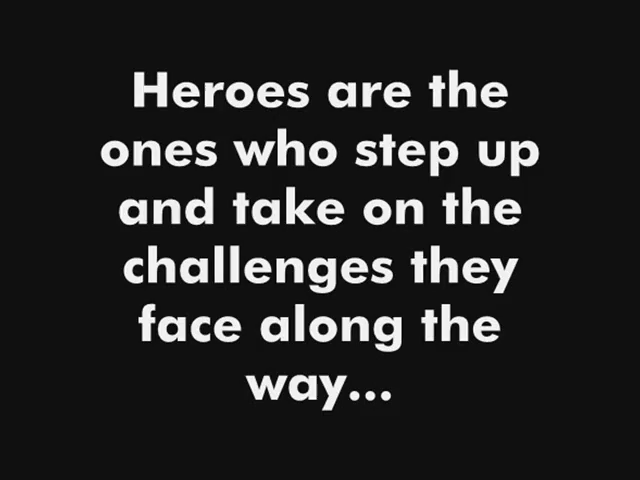 Heroes are the
ones who step up
and take on the
challenges they
face along the
way...